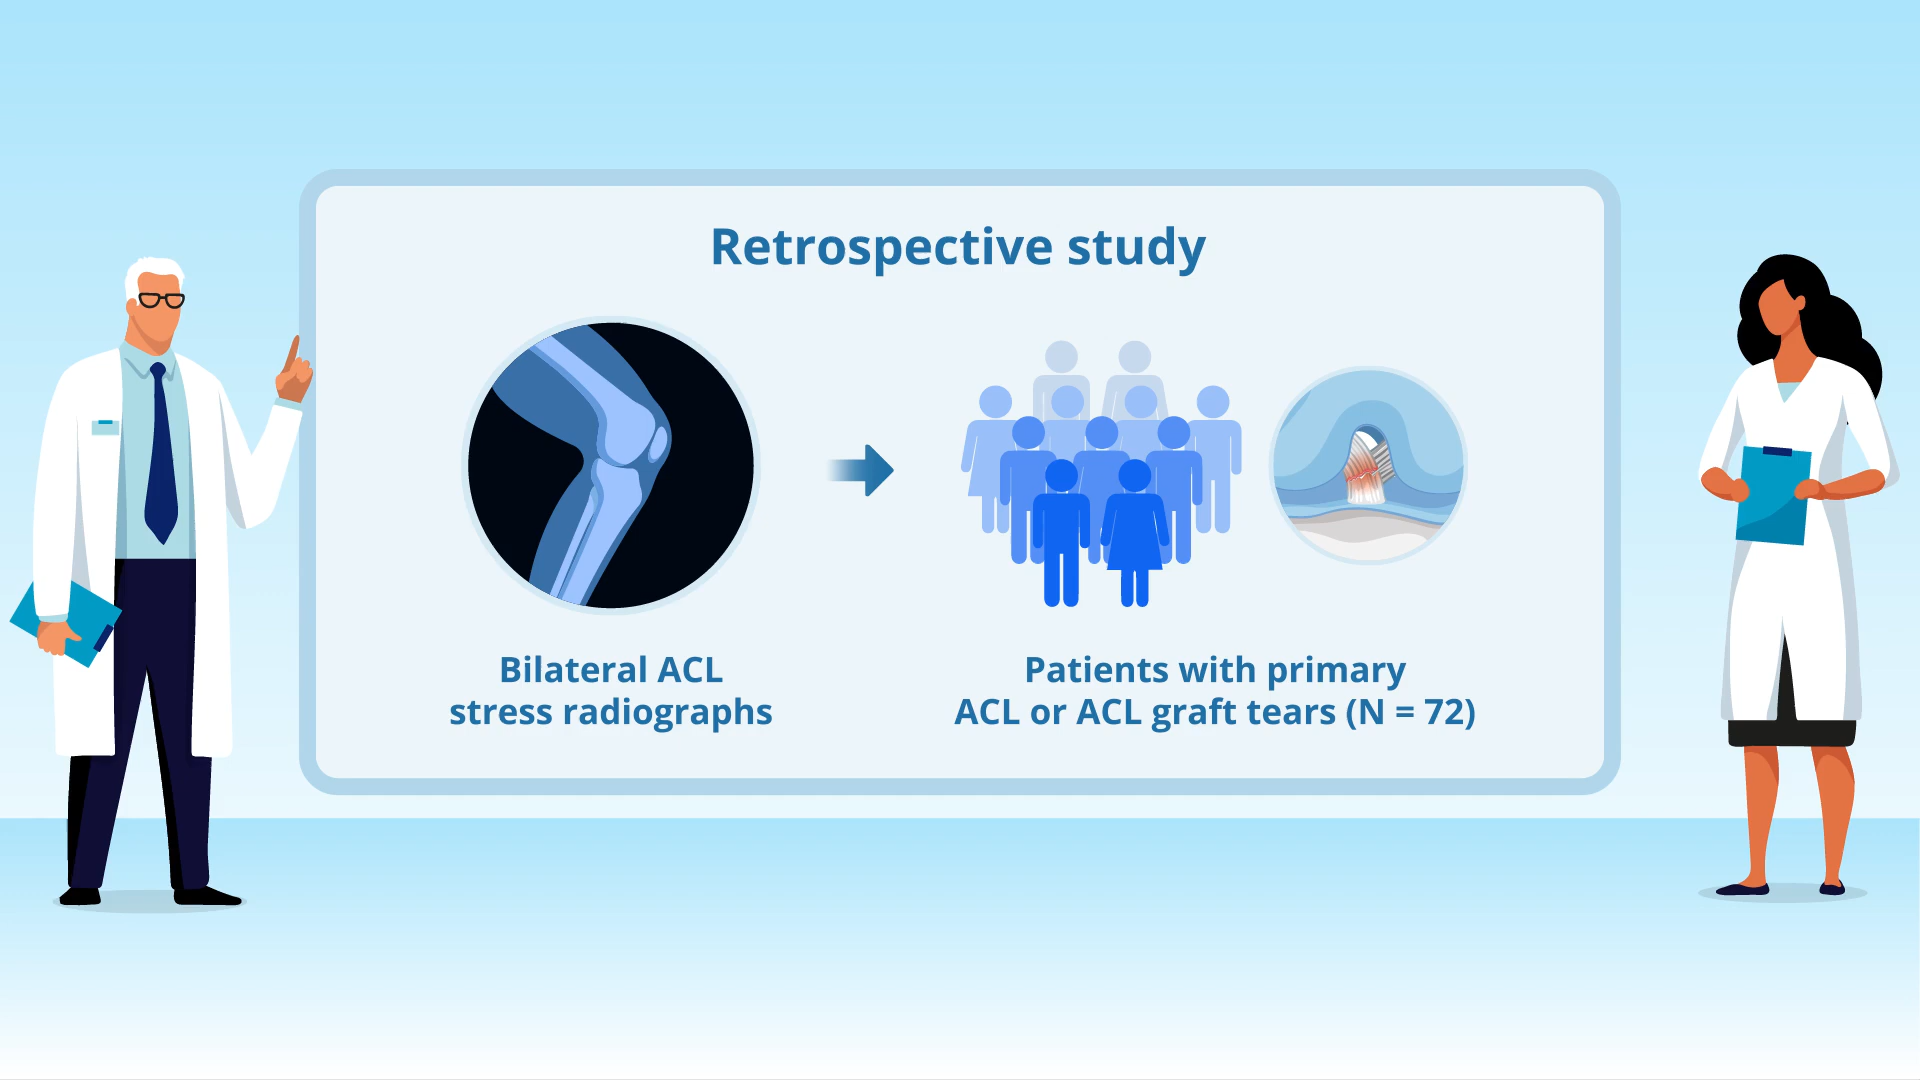 Retrospective study
Bilateral ACL
stress radiographs
Patients with primary
ACL or ACL graft tears (N = 72)